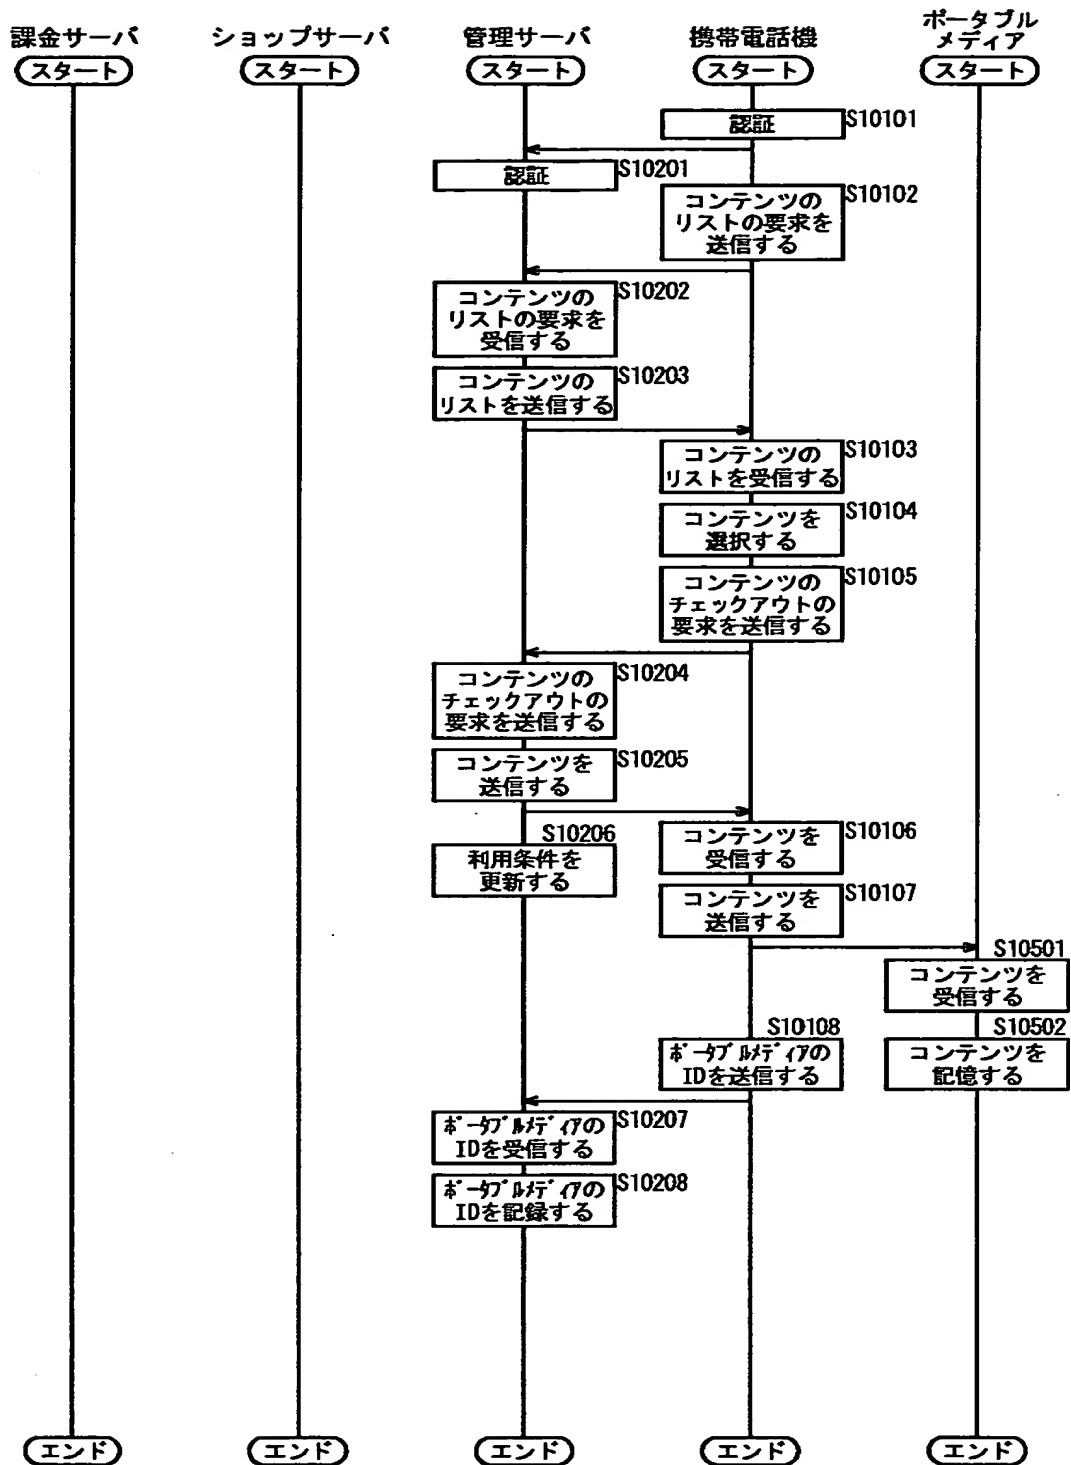 課金サーバ
ショップサーバ
管理サーバ
携帯電話機
ポータブル
メディア
スタート
スタート
スタート
スタート
スタート
認証
S10101
認証
S10201
コンテンツの
リストの要求を
送信する
S10102
コンテンツの
リストの要求を
受信する
S10202
コンテンツの
リストを送信する
S10203
コンテンツの
リストを受信する
S10103
コンテンツを
選択する
S10104
コンテンツの
チェックアウトの
要求を送信する
S10105
コンテンツの
チェックアウトの
要求を送信する
S10204
コンテンツを
送信する
S10205
S10206
利用条件を
更新する
コンテンツを
受信する
S10106
コンテンツを
送信する
S10107
S10501
コンテンツを
受信する
S10108
ポータブルメディアの
IDを送信する
S10502
コンテンツを
記憶する
ポータブルメディアの
IDを受信する
S10207
ポータブルメディアの
IDを記録する
S10208
エンド
エンド
エンド
エンド
エンド